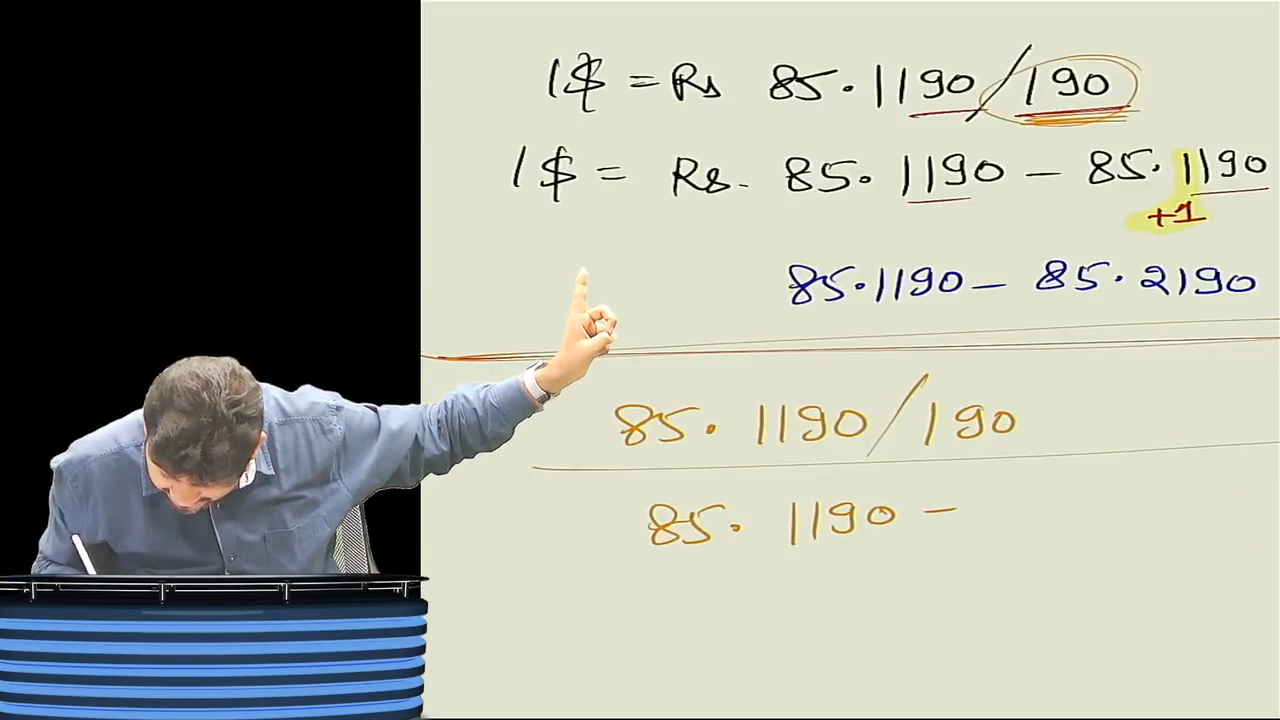 1$ = Rs 85.1190/190
1$ = Rs. 85.1190 – 85.1190
+1
85.1190 – 85.2190
85.1190/190
85.1190 –